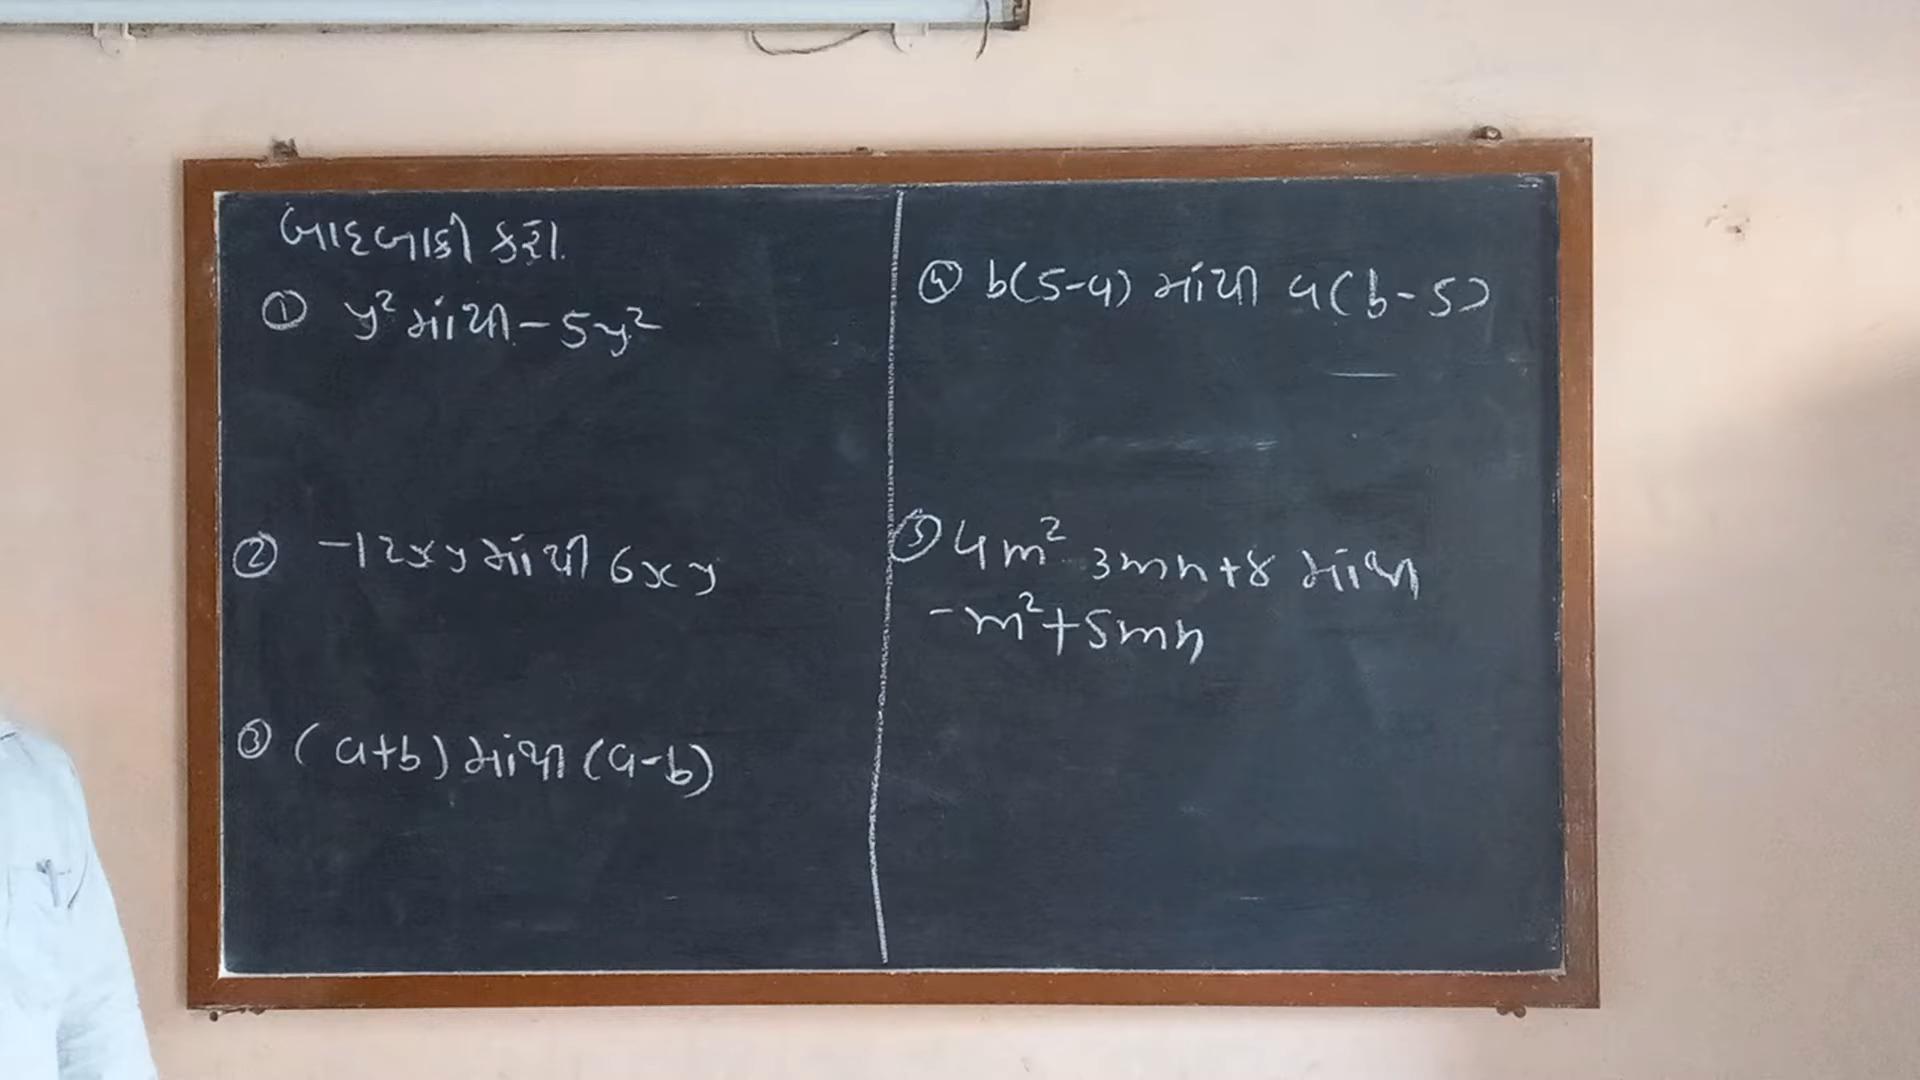 બાદબાકી કરો.
① y² માંથી - 5y²
② -12xy માંથી 6xy
③ (a+b) માંથી (a-b)
④ b(5-a) માંથી a(b-5)
⑤ 4m² 3mn+8 માંથી
-m²+5mn